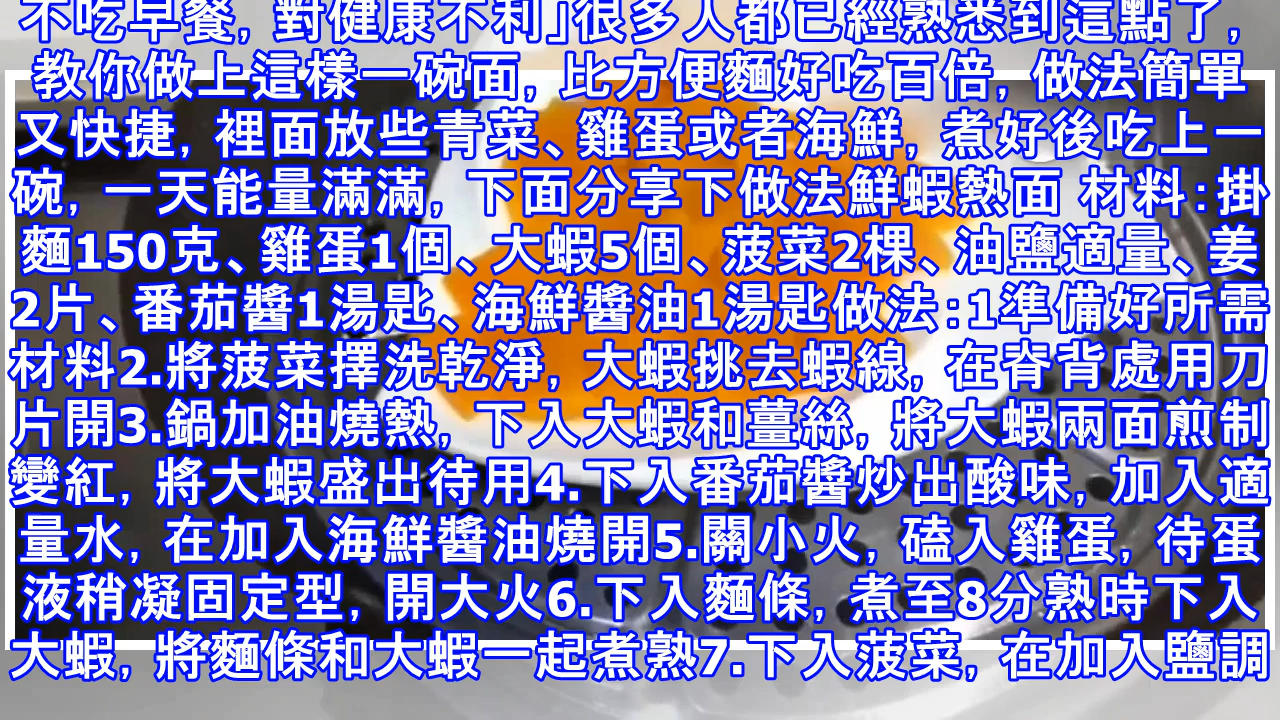 不吃早餐, 對健康不利」很多人都已經熟悉到這點了,
教你做上這樣一碗面, 比方便麵好吃百倍, 做法簡單
又快捷, 裡面放些青菜、雞蛋或者海鮮, 煮好後吃上一
碗, 一天能量滿滿, 下面分享下做法鮮蝦熱面 材料:掛
麵150克、雞蛋1個、大蝦5個、菠菜2棵、油鹽適量、姜
2片、番茄醬1湯匙、海鮮醬油1湯匙做法:1準備好所需
材料2.將菠菜擇洗乾淨, 大蝦挑去蝦線, 在脊背處用刀
片開3.鍋加油燒熱, 下入大蝦和薑絲, 將大蝦兩面煎制
變紅, 將大蝦盛出待用4.下入番茄醬炒出酸味, 加入適
量水, 在加入海鮮醬油燒開5.關小火, 磕入雞蛋, 待蛋
液稍凝固定型, 開大火6.下入麵條, 煮至8分熟時下入
大蝦, 將麵條和大蝦一起煮熟7.下入菠菜, 在加入鹽調